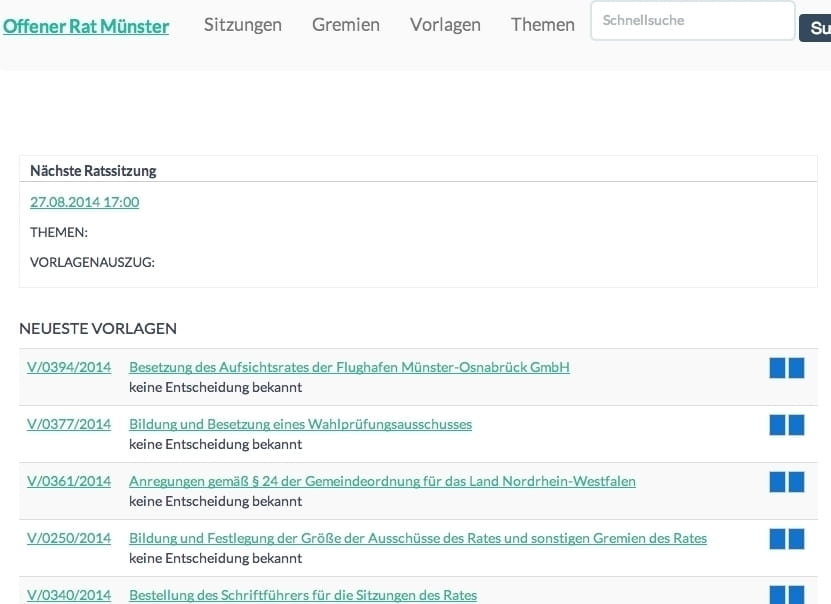 Offener Rat Münster Sitzungen Gremien Vorlagen Themen Schnellsuche Su
Nächste Ratssitzung
27.08.2014 17:00
THEMEN:
VORLAGENAUSZUG:
NEUESTE VORLAGEN
V/0394/2014 Besetzung des Aufsichtsrates der Flughafen Münster-Osnabrück GmbH
keine Entscheidung bekannt
V/0377/2014 Bildung und Besetzung eines Wahlprüfungsausschusses
keine Entscheidung bekannt
V/0361/2014 Anregungen gemäß § 24 der Gemeindeordnung für das Land Nordrhein-Westfalen
keine Entscheidung bekannt
V/0250/2014 Bildung und Festlegung der Größe der Ausschüsse des Rates und sonstigen Gremien des Rates
keine Entscheidung bekannt
V/0340/2014 Bestellung des Schriftführers für die Sitzungen des Rates